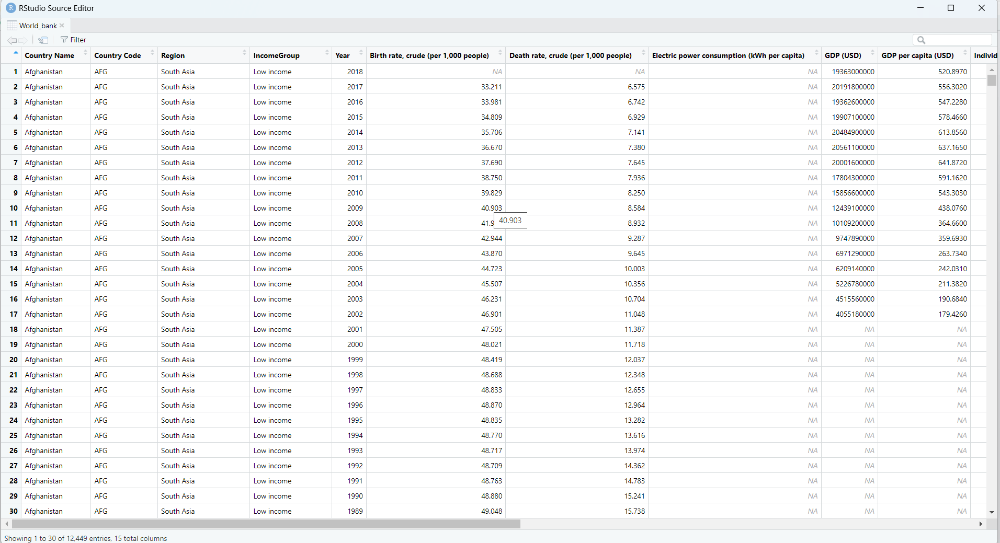 RStudio Source Editor
World_bank
Filter
Country Name Country Code Region IncomeGroup Year Birth rate, crude (per 1,000 people) Death rate, crude (per 1,000 people) Electric power consumption (kWh per capita) GDP (USD) GDP per capita (USD) Individ
1 Afghanistan AFG South Asia Low income 2018 NA NA NA 19363000000 520.8970
2 Afghanistan AFG South Asia Low income 2017 33.211 6.575 NA 20191800000 556.3020
3 Afghanistan AFG South Asia Low income 2016 33.981 6.742 NA 19362600000 547.2280
4 Afghanistan AFG South Asia Low income 2015 34.809 6.929 NA 19907100000 578.4660
5 Afghanistan AFG South Asia Low income 2014 35.706 7.141 NA 20484900000 613.8560
6 Afghanistan AFG South Asia Low income 2013 36.670 7.380 NA 20561100000 637.1650
7 Afghanistan AFG South Asia Low income 2012 37.690 7.645 NA 20001600000 641.8720
8 Afghanistan AFG South Asia Low income 2011 38.750 7.936 NA 17804300000 591.1620
9 Afghanistan AFG South Asia Low income 2010 39.829 8.250 NA 15856600000 543.3030
10 Afghanistan AFG South Asia Low income 2009 40.903 8.584 NA 12439100000 438.0760
40.903
11 Afghanistan AFG South Asia Low income 2008 41.9 8.932 NA 10109200000 364.6600
12 Afghanistan AFG South Asia Low income 2007 42.944 9.287 NA 9747890000 359.6930
13 Afghanistan AFG South Asia Low income 2006 43.870 9.645 NA 6971290000 263.7340
14 Afghanistan AFG South Asia Low income 2005 44.723 10.003 NA 6209140000 242.0310
15 Afghanistan AFG South Asia Low income 2004 45.507 10.356 NA 5226780000 211.3820
16 Afghanistan AFG South Asia Low income 2003 46.231 10.704 NA 4515560000 190.6840
17 Afghanistan AFG South Asia Low income 2002 46.901 11.048 NA 4055180000 179.4260
18 Afghanistan AFG South Asia Low income 2001 47.505 11.387 NA NA NA
19 Afghanistan AFG South Asia Low income 2000 48.021 11.718 NA NA NA
20 Afghanistan AFG South Asia Low income 1999 48.419 12.037 NA NA NA
21 Afghanistan AFG South Asia Low income 1998 48.688 12.348 NA NA NA
22 Afghanistan AFG South Asia Low income 1997 48.833 12.655 NA NA NA
23 Afghanistan AFG South Asia Low income 1996 48.870 12.964 NA NA NA
24 Afghanistan AFG South Asia Low income 1995 48.835 13.282 NA NA NA
25 Afghanistan AFG South Asia Low income 1994 48.770 13.616 NA NA NA
26 Afghanistan AFG South Asia Low income 1993 48.717 13.974 NA NA NA
27 Afghanistan AFG South Asia Low income 1992 48.709 14.362 NA NA NA
28 Afghanistan AFG South Asia Low income 1991 48.763 14.783 NA NA NA
29 Afghanistan AFG South Asia Low income 1990 48.880 15.241 NA NA NA
30 Afghanistan AFG South Asia Low income 1989 49.048 15.738 NA NA NA
Showing 1 to 30 of 12,449 entries, 15 total columns